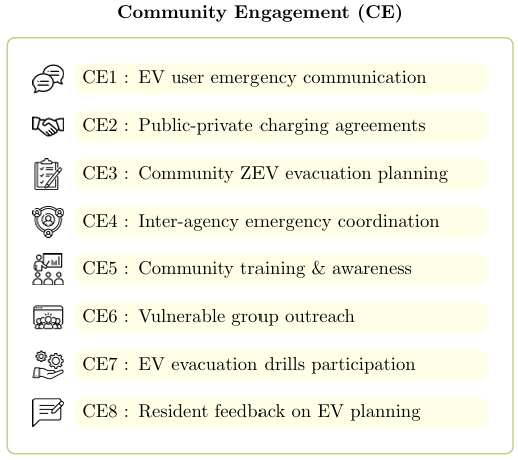 Community Engagement (CE)
CE1 : EV user emergency communication
CE2 : Public-private charging agreements
CE3 : Community ZEV evacuation planning
CE4 : Inter-agency emergency coordination
CE5 : Community training & awareness
CE6 : Vulnerable group outreach
CE7 : EV evacuation drills participation
CE8 : Resident feedback on EV planning